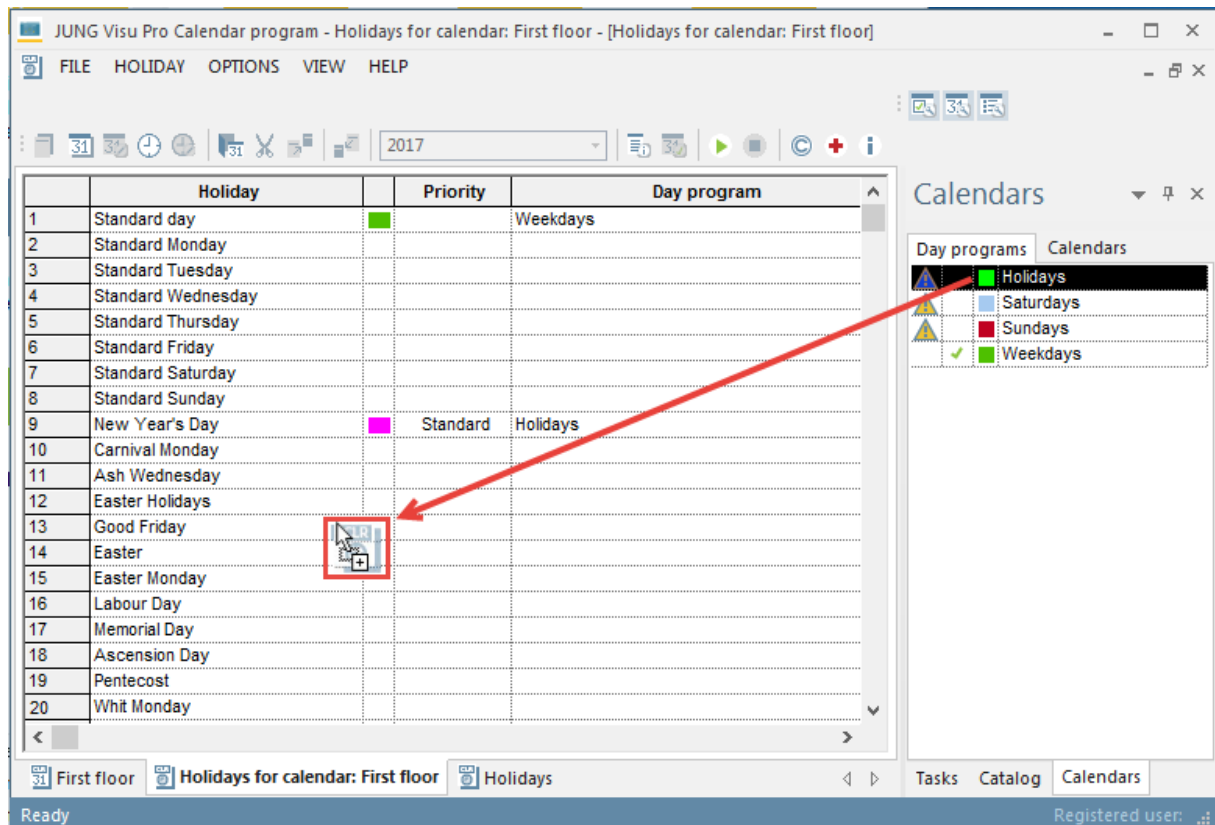 JUNG Visu Pro Calendar program - Holidays for calendar: First floor - [Holidays for calendar: First floor]
FILE HOLIDAY OPTIONS VIEW HELP
31
2017
Holiday Priority Day program
1 Standard day Weekdays
2 Standard Monday
3 Standard Tuesday
4 Standard Wednesday
5 Standard Thursday
6 Standard Friday
7 Standard Saturday
8 Standard Sunday
9 New Year's Day Standard Holidays
10 Carnival Monday
11 Ash Wednesday
12 Easter Holidays
13 Good Friday
14 Easter
15 Easter Monday
16 Labour Day
17 Memorial Day
18 Ascension Day
19 Pentecost
20 Whit Monday
Calendars
Day programs Calendars
Holidays
Saturdays
Sundays
Weekdays
First floor Holidays for calendar: First floor Holidays
Tasks Catalog Calendars
Ready Registered user: